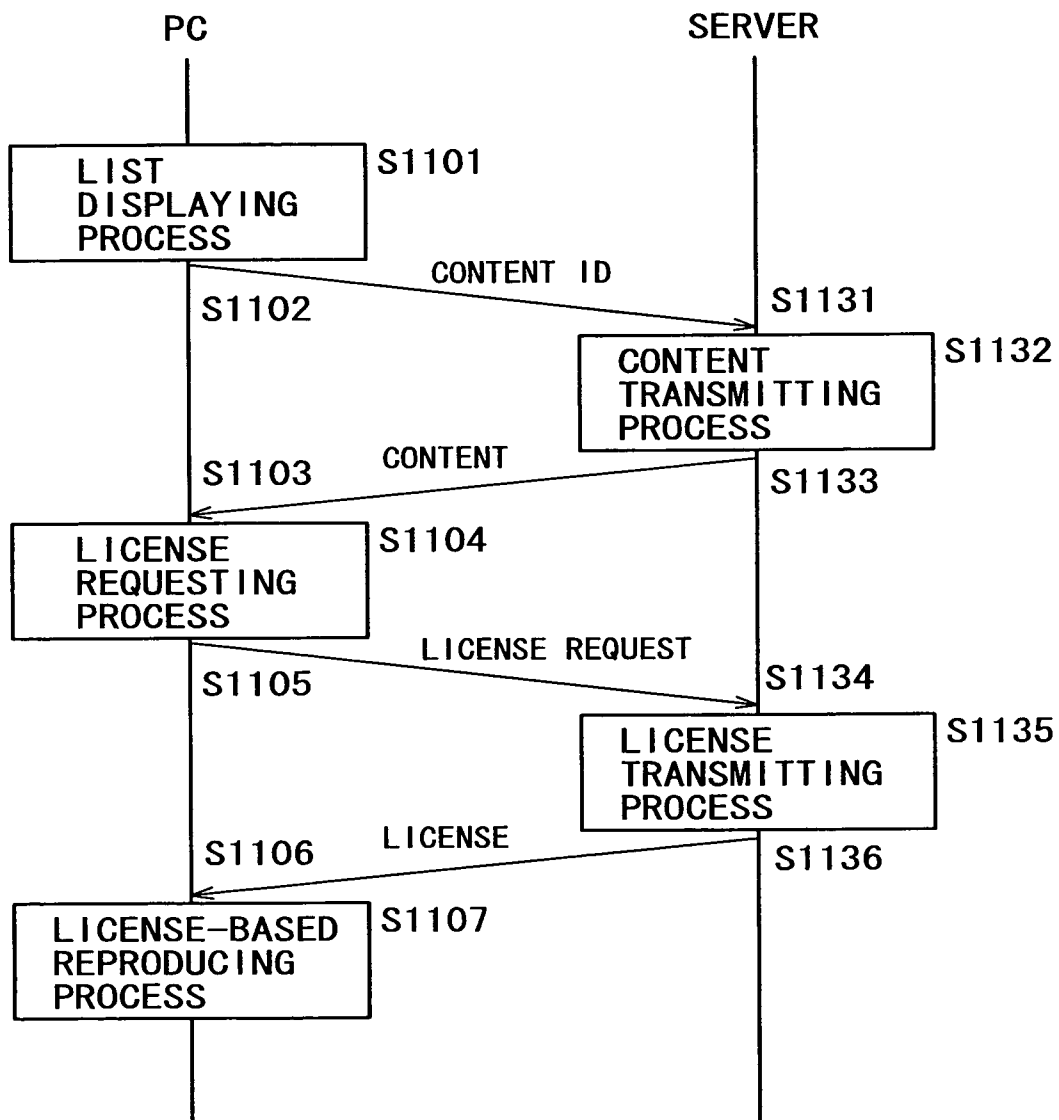 PC
SERVER
LIST
DISPLAYING
PROCESS
S1101
CONTENT ID
S1102
S1131
CONTENT
TRANSMITTING
PROCESS
S1132
CONTENT
S1103
S1133
LICENSE
REQUESTING
PROCESS
S1104
LICENSE REQUEST
S1105
S1134
LICENSE
TRANSMITTING
PROCESS
S1135
LICENSE
S1106
S1136
LICENSE-BASED
REPRODUCING
PROCESS
S1107